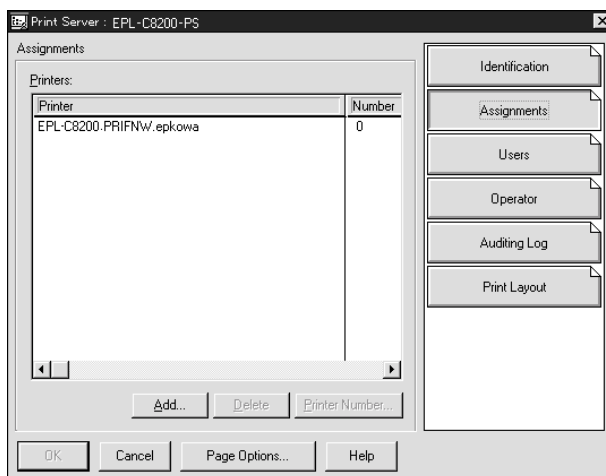 Print Server : EPL-C8200-PS
Assignments
Printers:
Printer Number
EPL-C8200.PRIFNW.epkowa 0
Add... Delete Printer Number...
OK Cancel Page Options... Help
Identification
Assignments
Users
Operator
Auditing Log
Print Layout